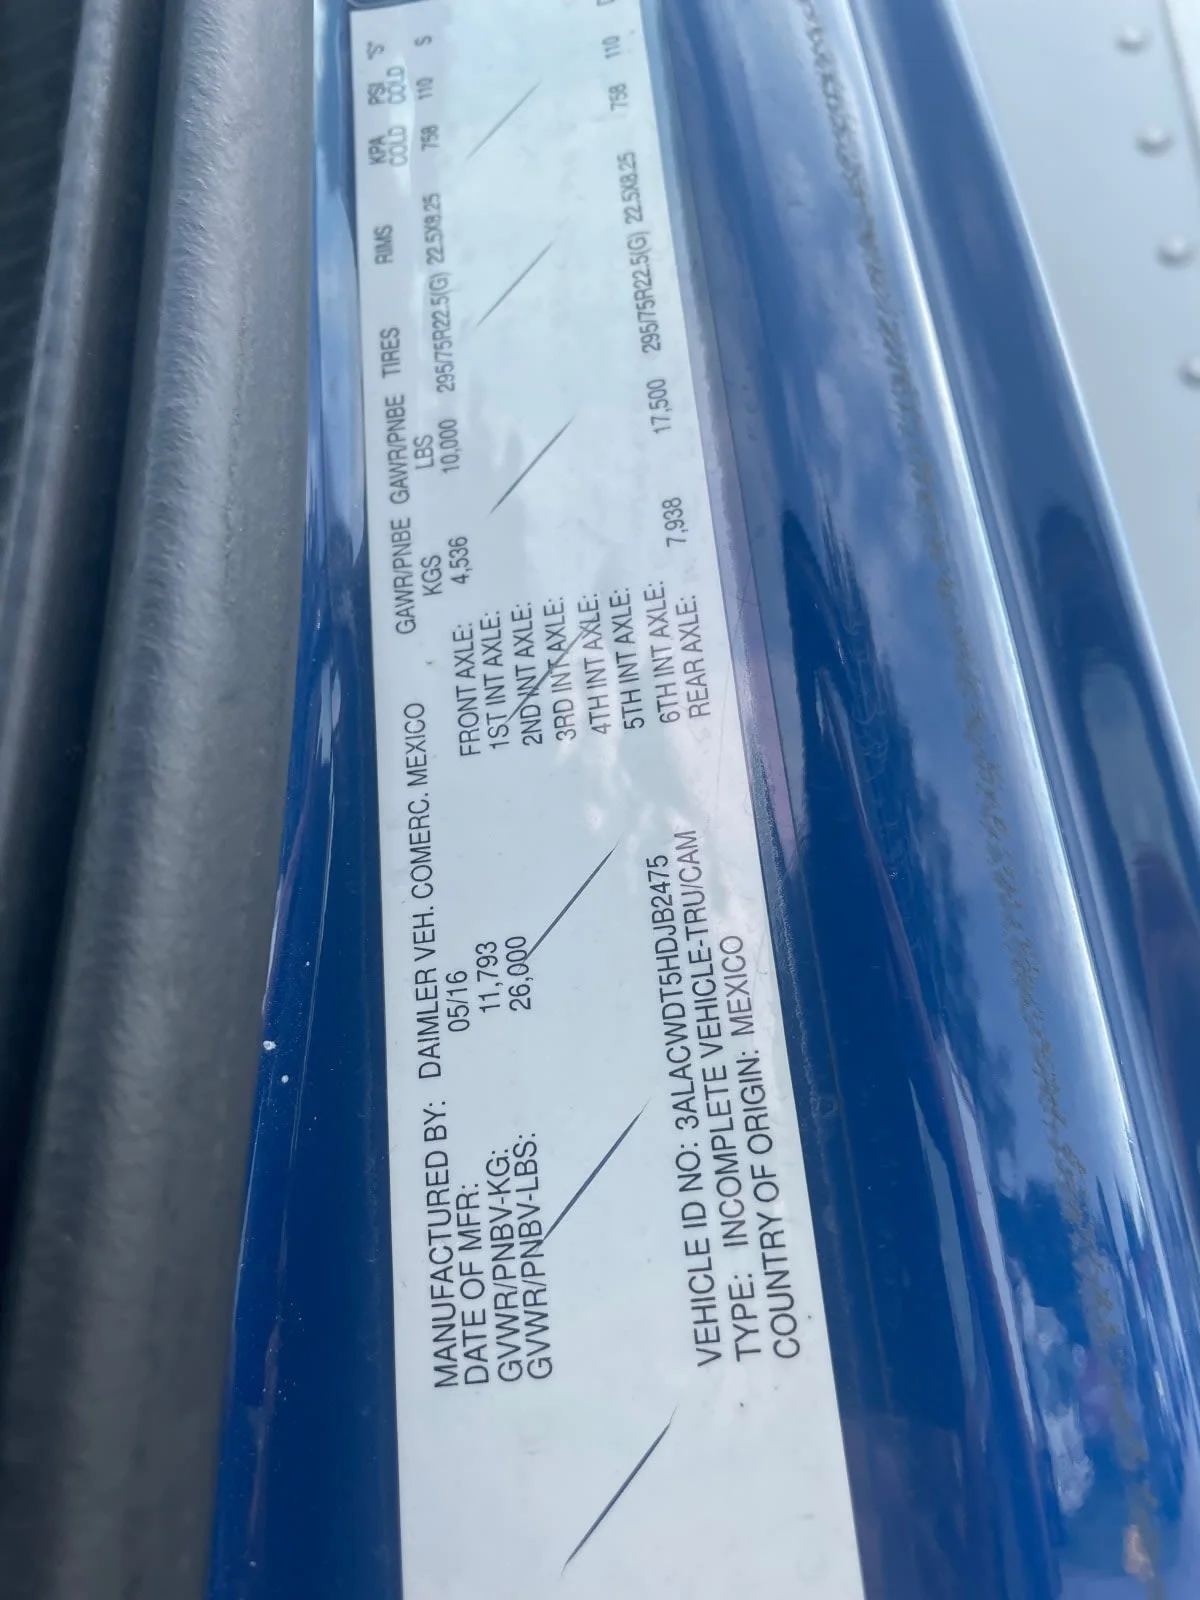 MANUFACTURED BY: DAIMLER VEH. COMERC. MEXICO
DATE OF MFR: 05/16
GVWR/PNBV-KG: 11,793
GVWR/PNBV-LBS: 26,000
VEHICLE ID NO: 3ALACWDT5HDJB2475
TYPE: INCOMPLETE VEHICLE-TRU/CAM
COUNTRY OF ORIGIN: MEXICO
GAWR/PNBE GAWR/PNBE TIRES RIMS KPA PSI "S"
KGS LBS COLD COLD
FRONT AXLE: 4,536 10,000 295/75R22.5(G) 22.5X8.25 758 110 S
1ST INT AXLE:
2ND INT AXLE:
3RD INT AXLE:
4TH INT AXLE:
5TH INT AXLE:
6TH INT AXLE:
REAR AXLE: 7,938 17,500 295/75R22.5(G) 22.5X8.25 758 110